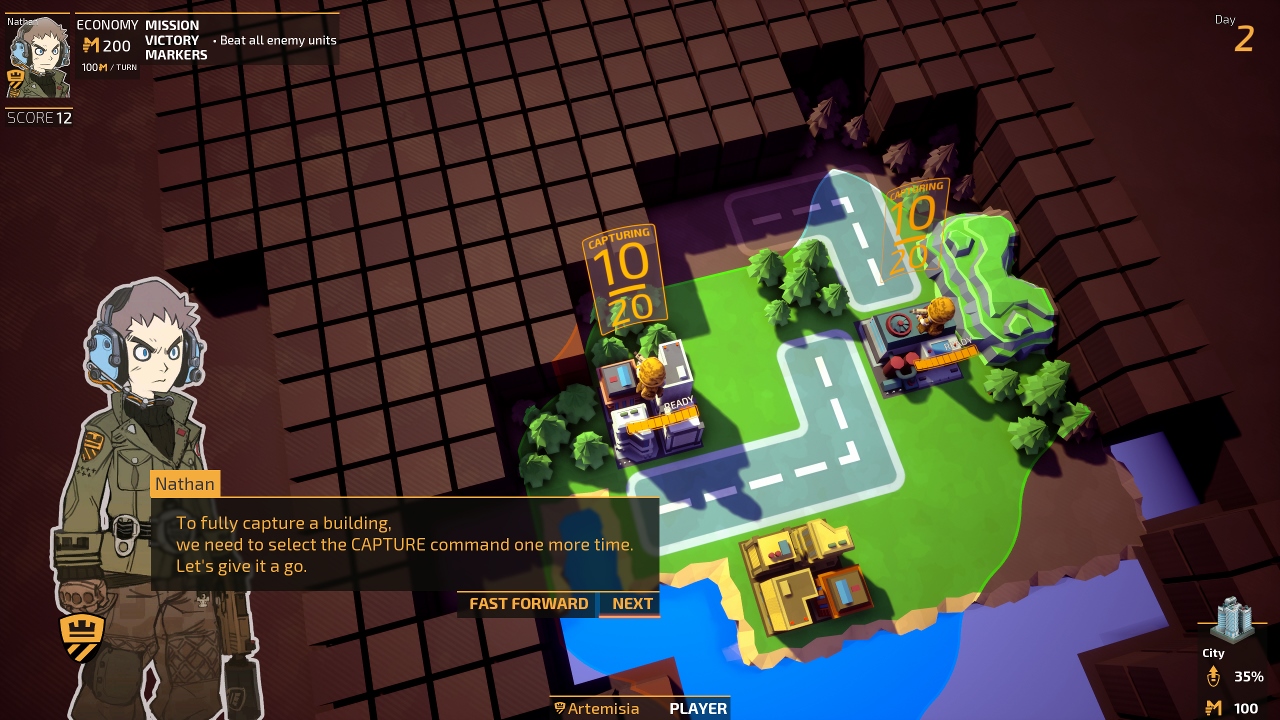 Nathan
ECONOMY
200
100 / TURN
MISSION
VICTORY
MARKERS
• Beat all enemy units
SCORE 12
Day
2
CAPTURING
10
20
CAPTURING
10
20
READY
To fully capture a building,
we need to select the CAPTURE command one more time.
Let's give it a go.
Nathan
FAST FORWARD
NEXT
City
35%
100
Artemisia
PLAYER